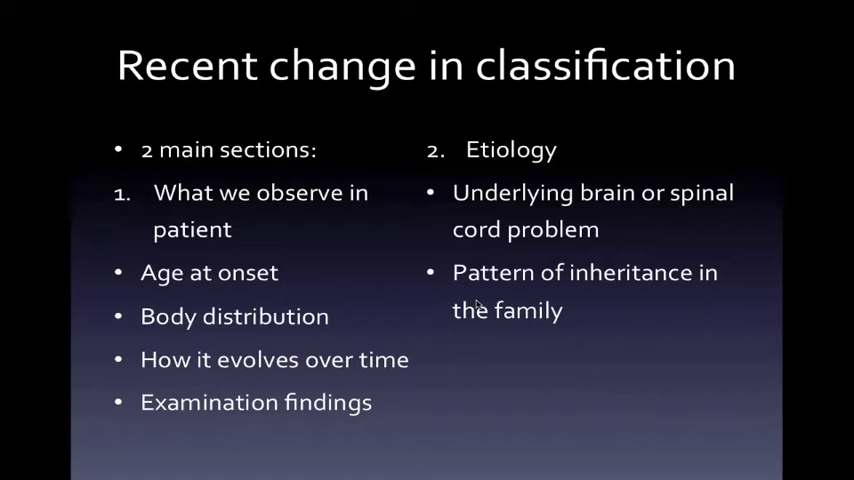 Recent change in classification
• 2 main sections:
1. What we observe in
patient
• Age at onset
• Body distribution
• How it evolves over time
• Examination findings
2. Etiology
• Underlying brain or spinal
cord problem
• Pattern of inheritance in
the family